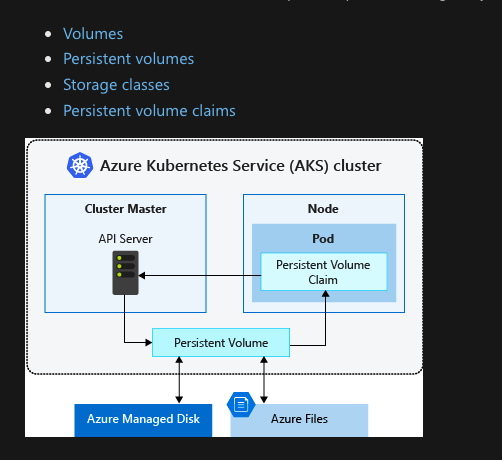 Volumes
Persistent volumes
Storage classes
Persistent volume claims
Azure Kubernetes Service (AKS) cluster
Cluster Master
API Server
Node
Pod
Persistent Volume
Claim
Persistent Volume
Azure Managed Disk
Azure Files